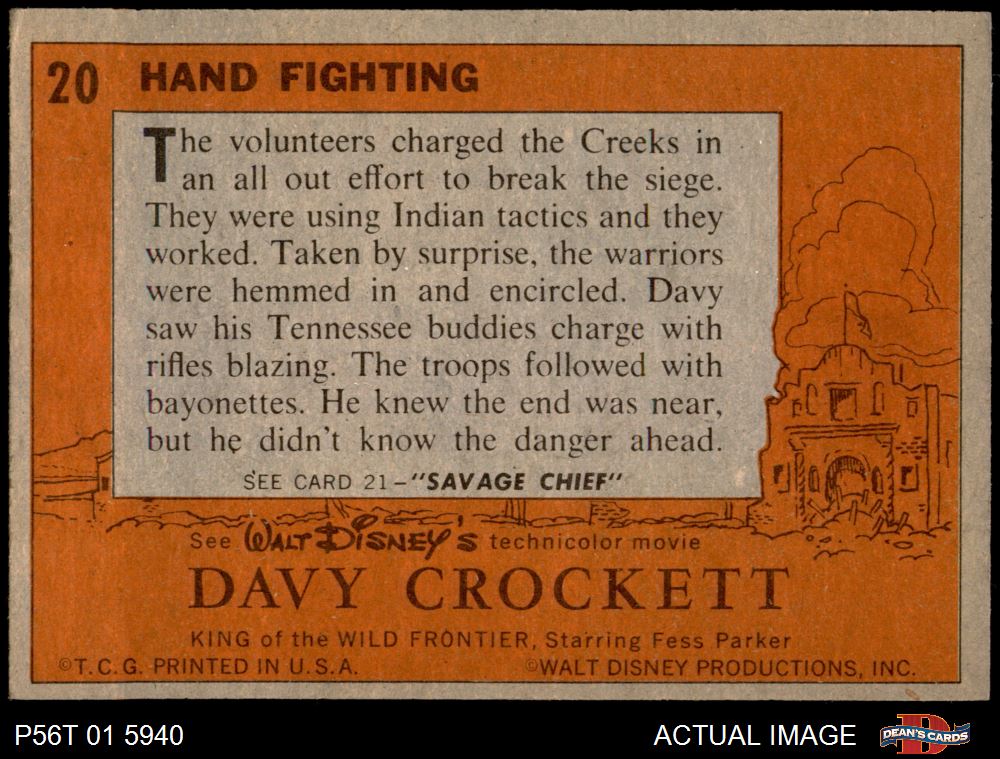 20 HAND FIGHTING
The volunteers charged the Creeks in
an all out effort to break the siege.
They were using Indian tactics and they
worked. Taken by surprise, the warriors
were hemmed in and encircled. Davy
saw his Tennessee buddies charge with
rifles blazing. The troops followed with
bayonettes. He knew the end was near,
but he didn't know the danger ahead.
SEE CARD 21-"SAVAGE CHIEF"
See WALT DISNEY'S technicolor movie
DAVY CROCKETT
KING of the WILD FRONTIER, Starring Fess Parker
©T.C.G. PRINTED IN U.S.A. ©WALT DISNEY PRODUCTIONS, INC.
P56T 01 5940 ACTUAL IMAGE D DEAN'S CARDS